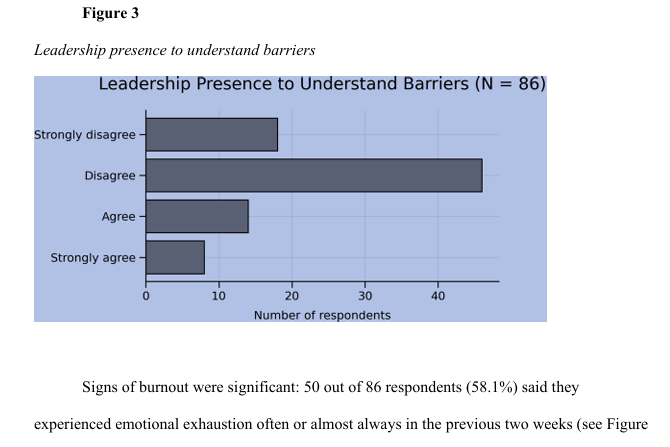 Figure 3
Leadership presence to understand barriers
Leadership Presence to Understand Barriers (N = 86)
Strongly disagree
Disagree
Agree
Strongly agree
0 10 20 30 40
Number of respondents
Signs of burnout were significant: 50 out of 86 respondents (58.1%) said they
experienced emotional exhaustion often or almost always in the previous two weeks (see Figure